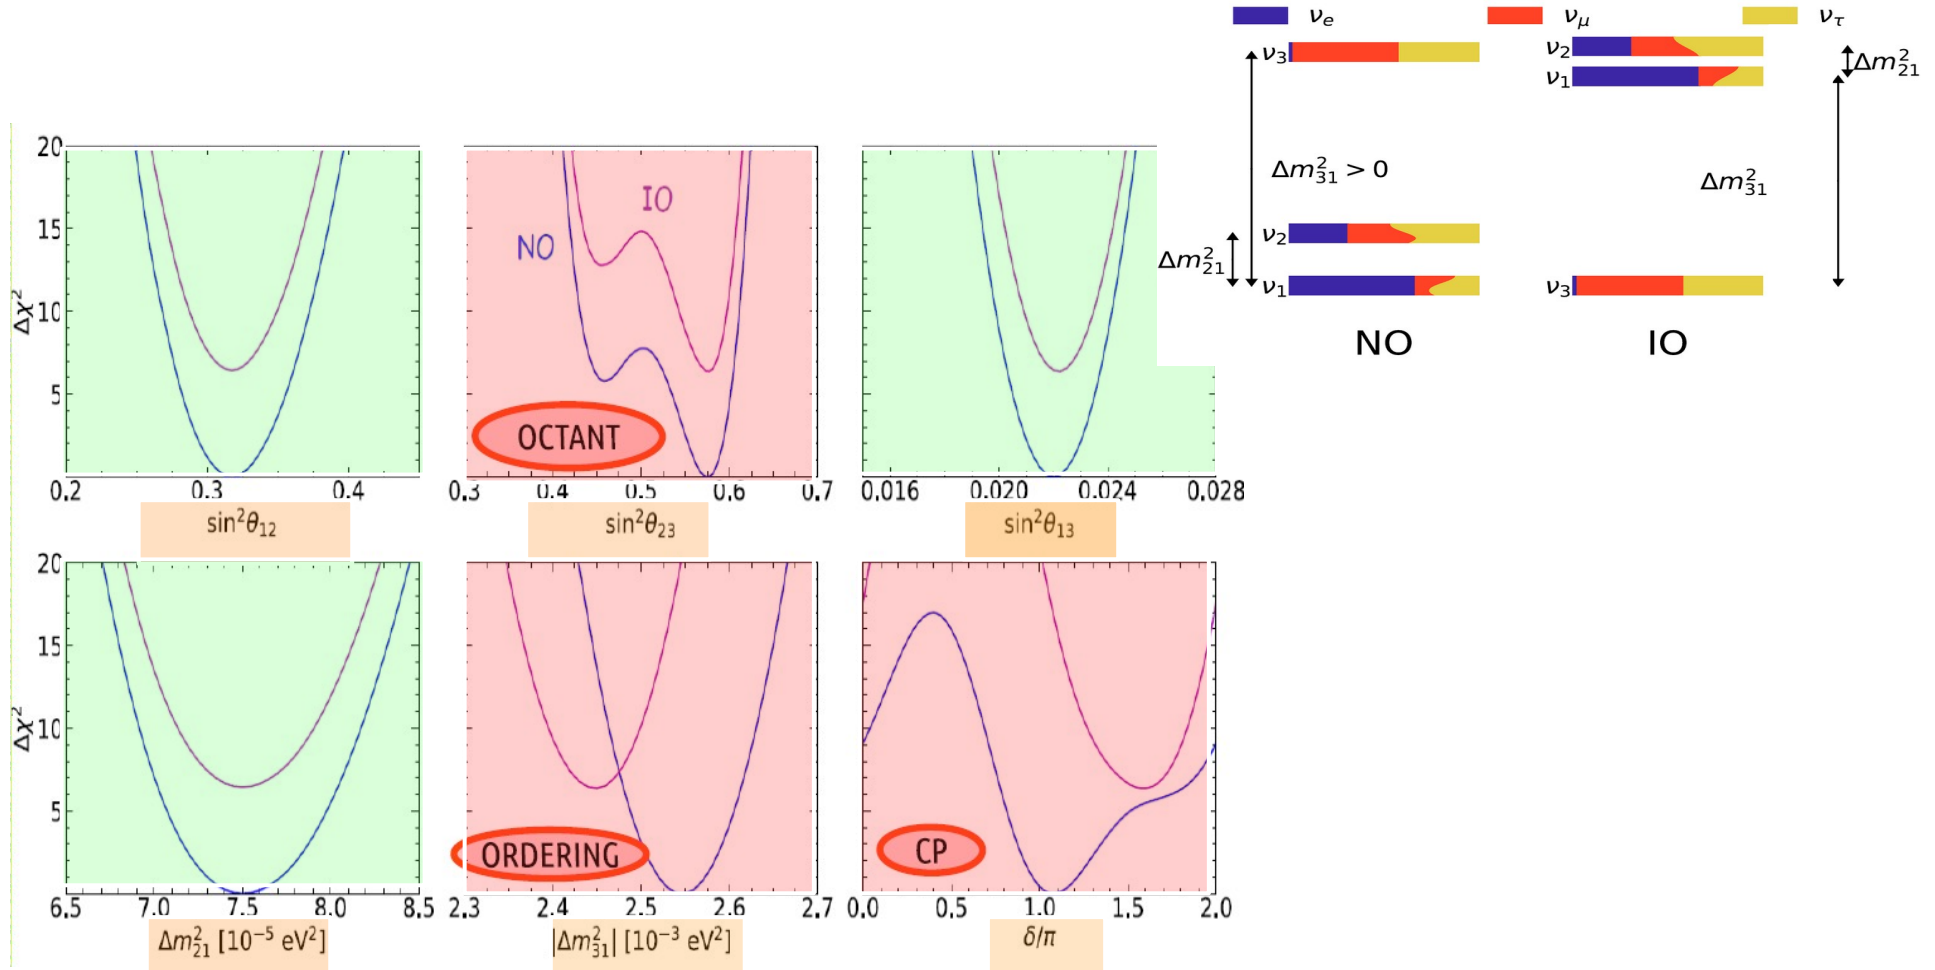 ν_e ν_μ ν_τ
ν_3 ν_2
ν_1 Δm²_21
Δm²_31 > 0 Δm²_31
ν_2
Δm²_21
ν_1 ν_3
NO IO
Δχ²
20
15
10
5
0.2 0.3 0.4
sin²θ_12
IO
NO
OCTANT
0.3 0.4 0.5 0.6 0.7
sin²θ_23
0.016 0.020 0.024 0.028
sin²θ_13
Δχ²
20
15
10
5
6.5 7.0 7.5 8.0 8.5
Δm²_21 [10⁻⁵ eV²]
ORDERING
2.3 2.4 2.5 2.6 2.7
|Δm²_31| [10⁻³ eV²]
CP
0.0 0.5 1.0 1.5 2.0
δ/π